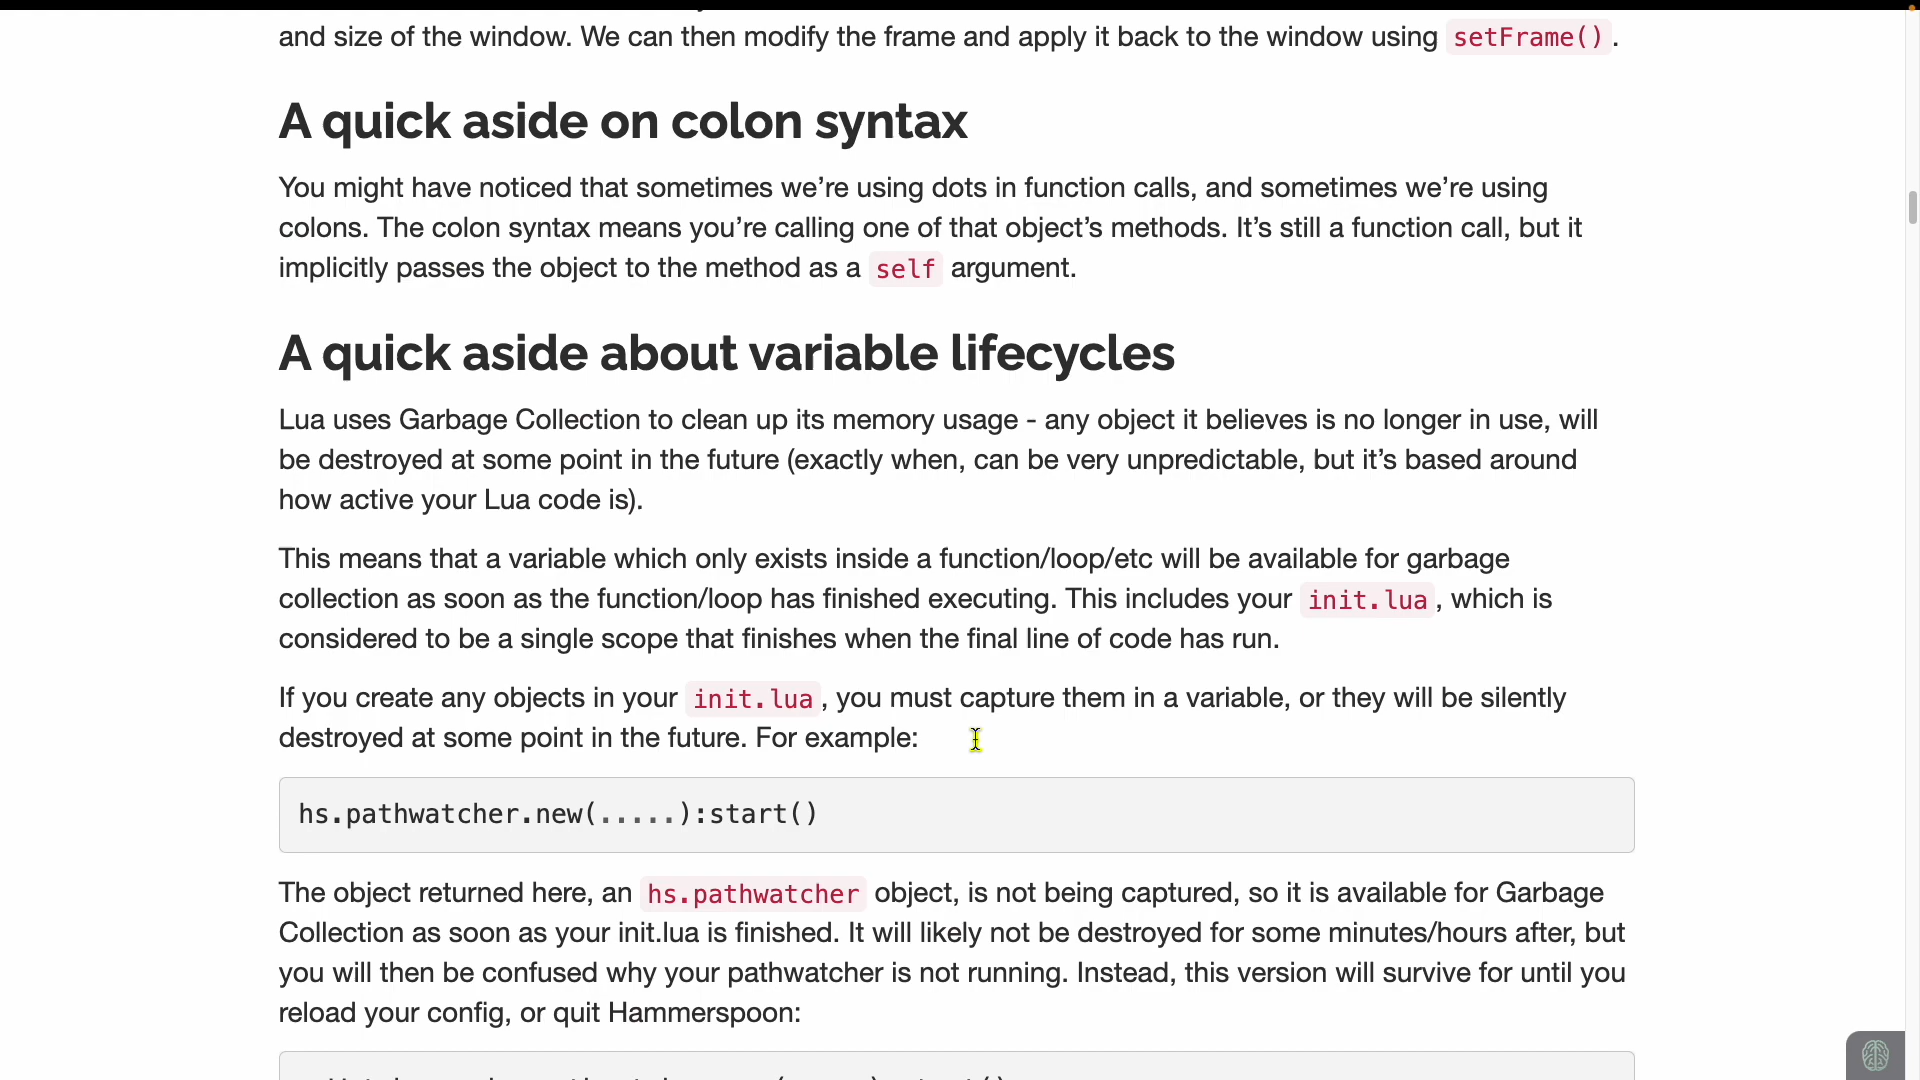 and size of the window. We can then modify the frame and apply it back to the window using setFrame().
A quick aside on colon syntax
You might have noticed that sometimes we’re using dots in function calls, and sometimes we’re using
colons. The colon syntax means you’re calling one of that object’s methods. It’s still a function call, but it
implicitly passes the object to the method as a self argument.
A quick aside about variable lifecycles
Lua uses Garbage Collection to clean up its memory usage - any object it believes is no longer in use, will
be destroyed at some point in the future (exactly when, can be very unpredictable, but it’s based around
how active your Lua code is).
This means that a variable which only exists inside a function/loop/etc will be available for garbage
collection as soon as the function/loop has finished executing. This includes your init.lua, which is
considered to be a single scope that finishes when the final line of code has run.
If you create any objects in your init.lua, you must capture them in a variable, or they will be silently
destroyed at some point in the future. For example:
hs.pathwatcher.new(.....):start()
The object returned here, an hs.pathwatcher object, is not being captured, so it is available for Garbage
Collection as soon as your init.lua is finished. It will likely not be destroyed for some minutes/hours after, but
you will then be confused why your pathwatcher is not running. Instead, this version will survive for until you
reload your config, or quit Hammerspoon: